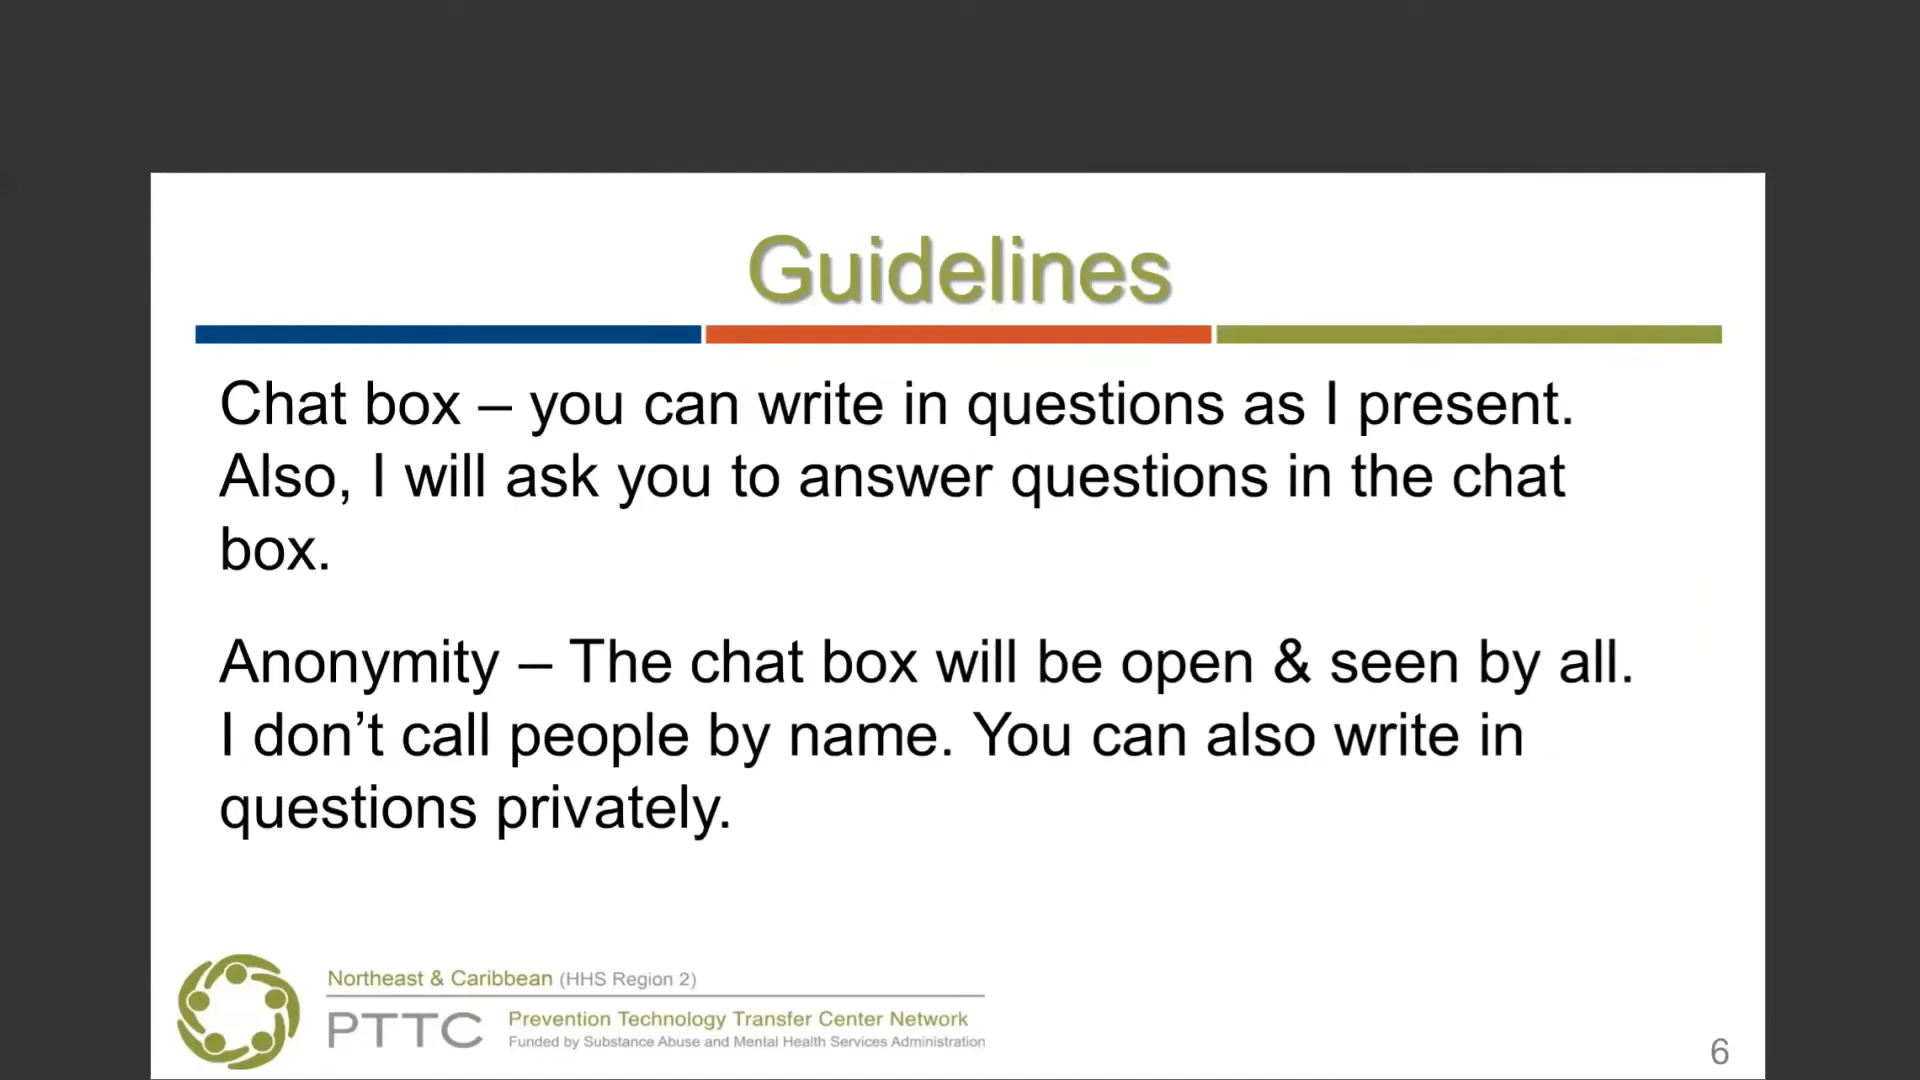 Guidelines
Chat box – you can write in questions as I present.
Also, I will ask you to answer questions in the chat
box.
Anonymity – The chat box will be open & seen by all.
I don’t call people by name. You can also write in
questions privately.
Northeast & Caribbean (HHS Region 2)
PTTC Prevention Technology Transfer Center Network
Funded by Substance Abuse and Mental Health Services Administration
6